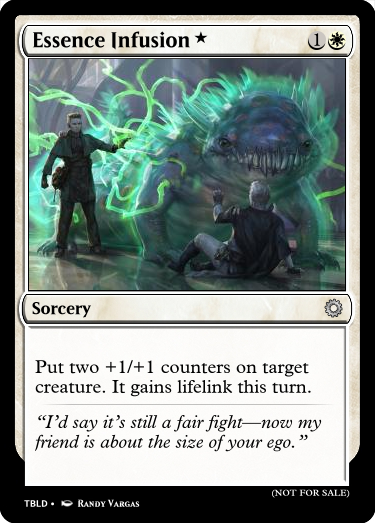 Essence Infusion ★ 1
Sorcery
Put two +1/+1 counters on target
creature. It gains lifelink this turn.
“I’d say it’s still a fair fight—now my
friend is about the size of your ego.”
(NOT FOR SALE)
TBLD • RANDY VARGAS